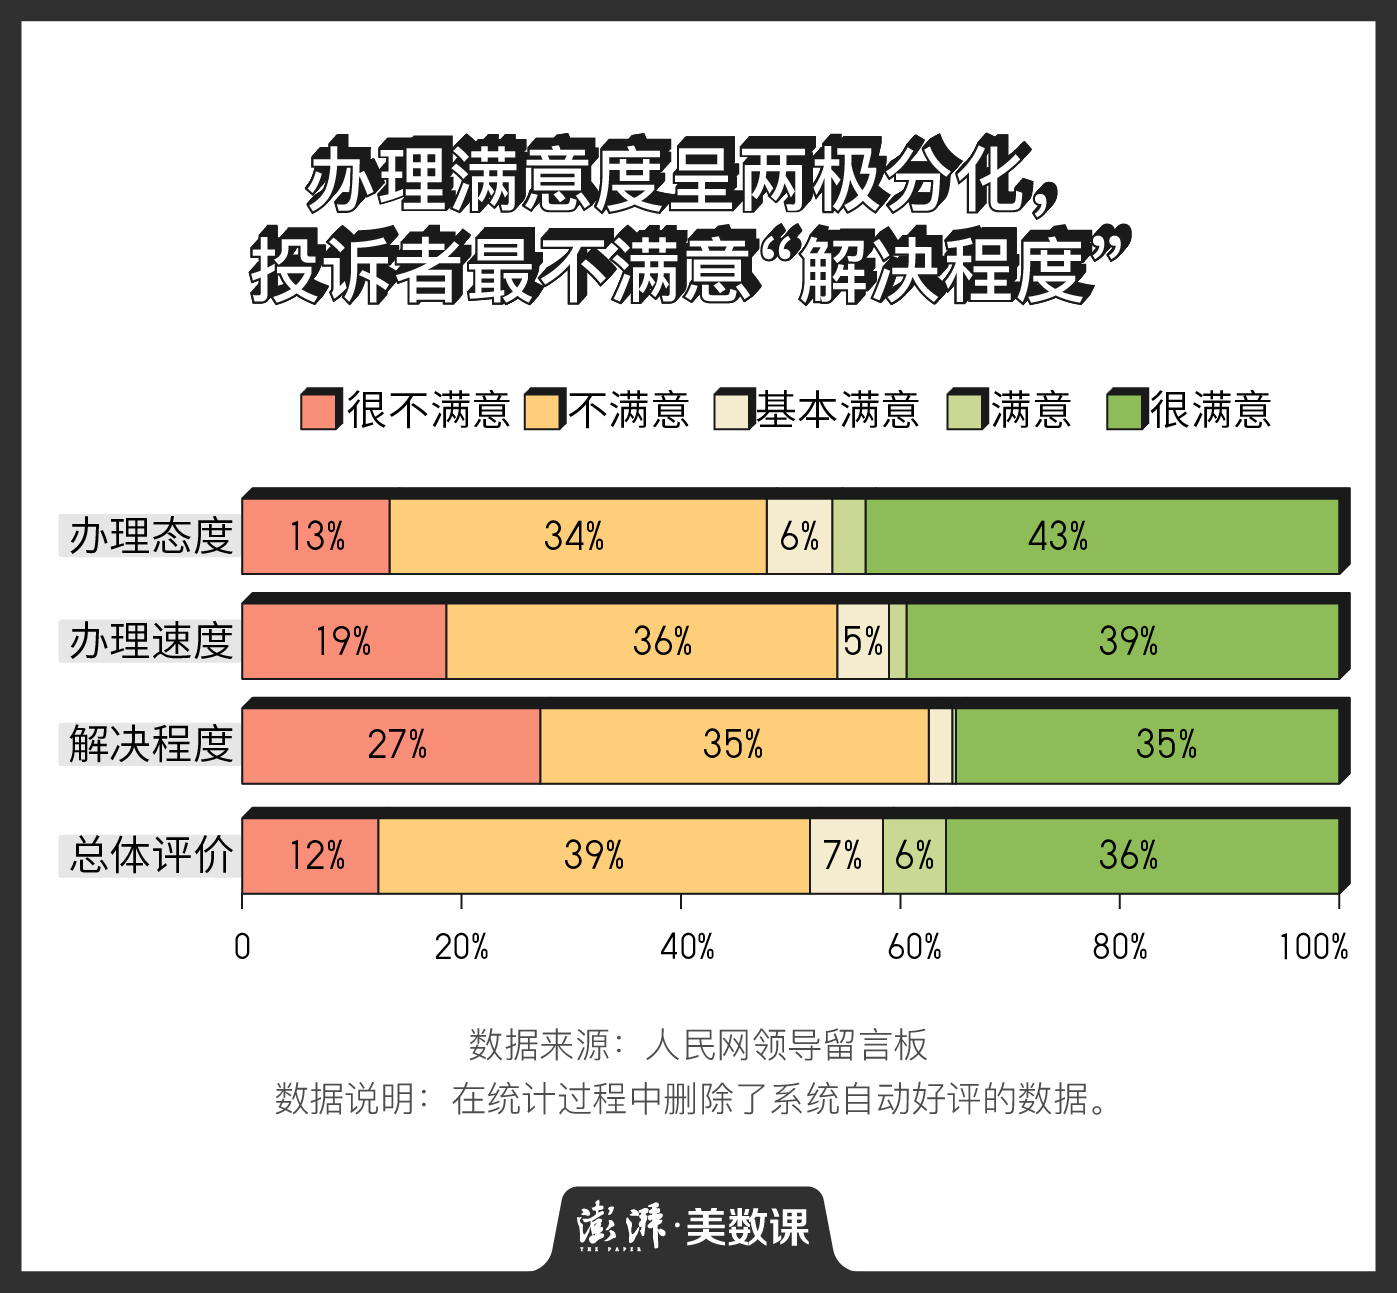 办理满意度呈两极分化，
投诉者最不满意“解决程度”
很不满意 不满意 基本满意 满意 很满意
办理态度 13% 34% 6% 43%
办理速度 19% 36% 5% 39%
解决程度 27% 35% 35%
总体评价 12% 39% 7% 6% 36%
0 20% 40% 60% 80% 100%
数据来源：人民网领导留言板
数据说明：在统计过程中删除了系统自动好评的数据。
澎湃·美数课
THE PAPER